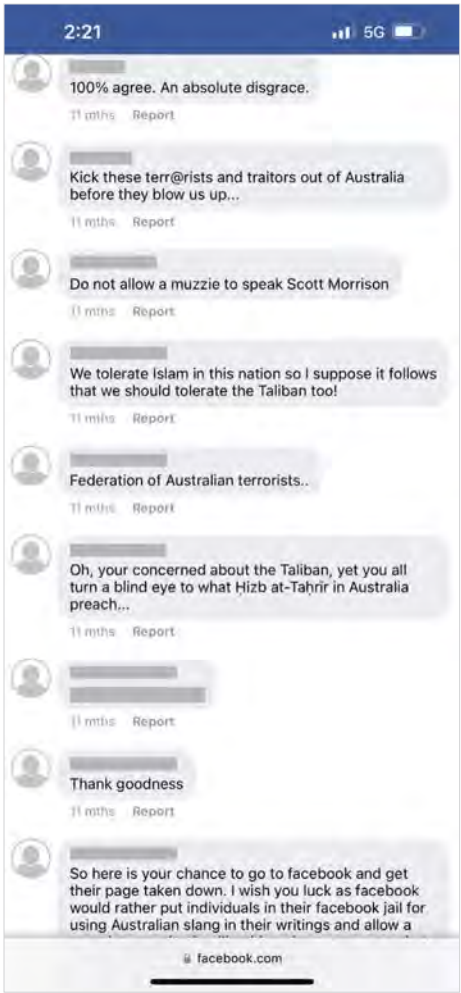 2:21
5G
100% agree. An absolute disgrace.
11 mths Report
Kick these terr@rists and traitors out of Australia
before they blow us up...
11 mths Report
Do not allow a muzzie to speak Scott Morrison
11 mths Report
We tolerate Islam in this nation so I suppose it follows
that we should tolerate the Taliban too!
11 mths Report
Federation of Australian terrorists..
11 mths Report
Oh, your concerned about the Taliban, yet you all
turn a blind eye to what Ḥizb at-Taḥrīr in Australia
preach...
11 mths Report
11 mths Report
Thank goodness
11 mths Report
So here is your chance to go to facebook and get
their page taken down. I wish you luck as facebook
would rather put individuals in their facebook jail for
using Australian slang in their writings and allow a
facebook.com